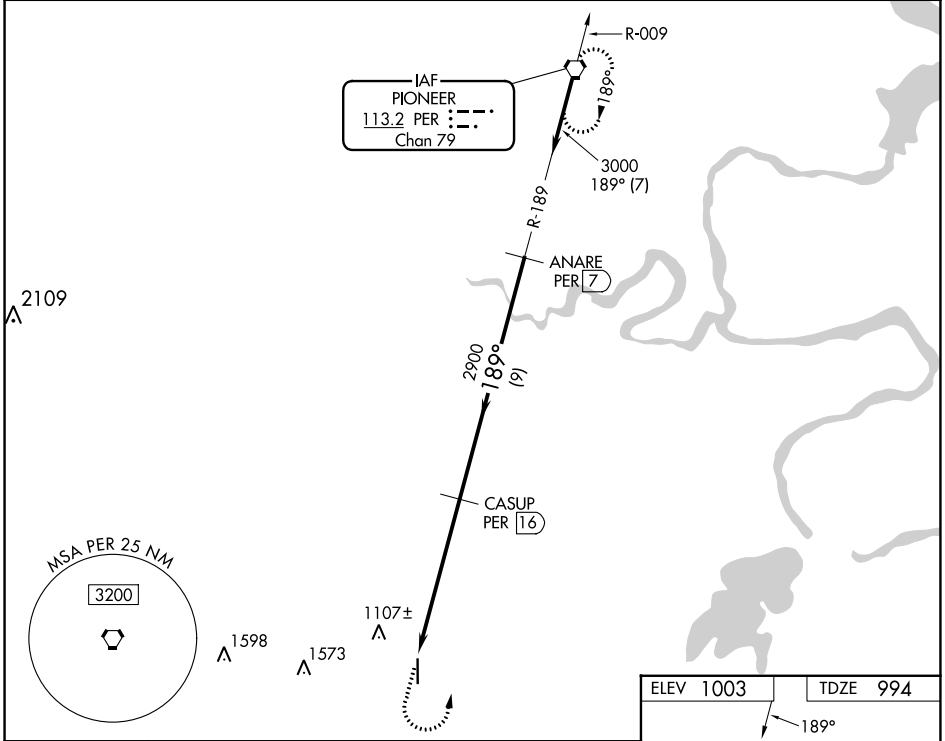 R-009
IAF
PIONEER
113.2 PER
Chan 79
189°
3000
189° (7)
R-189
ANARE
PER 7
2109
2900
189°
(9)
CASUP
PER 16
MSA PER 25 NM
3200
1107±
1598
1573
ELEV 1003
TDZE 994
189°